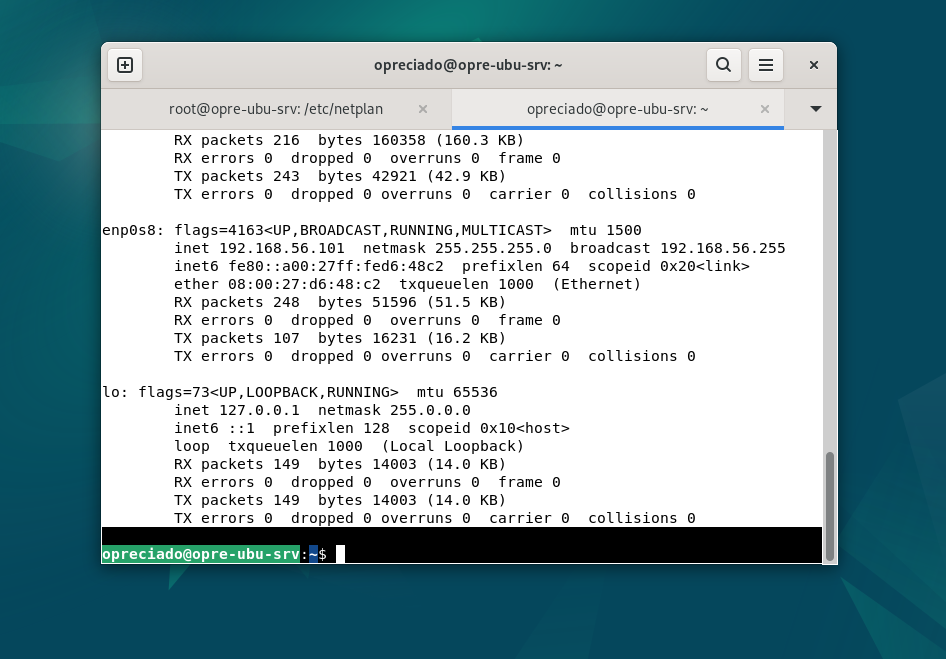 opreciado@opre-ubu-srv: ~
root@opre-ubu-srv: /etc/netplan
opreciado@opre-ubu-srv: ~
RX packets 216  bytes 160358 (160.3 KB)
RX errors 0  dropped 0  overruns 0  frame 0
TX packets 243  bytes 42921 (42.9 KB)
TX errors 0  dropped 0 overruns 0  carrier 0  collisions 0
enp0s8: flags=4163<UP,BROADCAST,RUNNING,MULTICAST>  mtu 1500
inet 192.168.56.101  netmask 255.255.255.0  broadcast 192.168.56.255
inet6 fe80::a00:27ff:fed6:48c2  prefixlen 64  scopeid 0x20<link>
ether 08:00:27:d6:48:c2  txqueuelen 1000  (Ethernet)
RX packets 248  bytes 51596 (51.5 KB)
RX errors 0  dropped 0  overruns 0  frame 0
TX packets 107  bytes 16231 (16.2 KB)
TX errors 0  dropped 0 overruns 0  carrier 0  collisions 0
lo: flags=73<UP,LOOPBACK,RUNNING>  mtu 65536
inet 127.0.0.1  netmask 255.0.0.0
inet6 ::1  prefixlen 128  scopeid 0x10<host>
loop  txqueuelen 1000  (Local Loopback)
RX packets 149  bytes 14003 (14.0 KB)
RX errors 0  dropped 0  overruns 0  frame 0
TX packets 149  bytes 14003 (14.0 KB)
TX errors 0  dropped 0 overruns 0  carrier 0  collisions 0
opreciado@opre-ubu-srv:~$